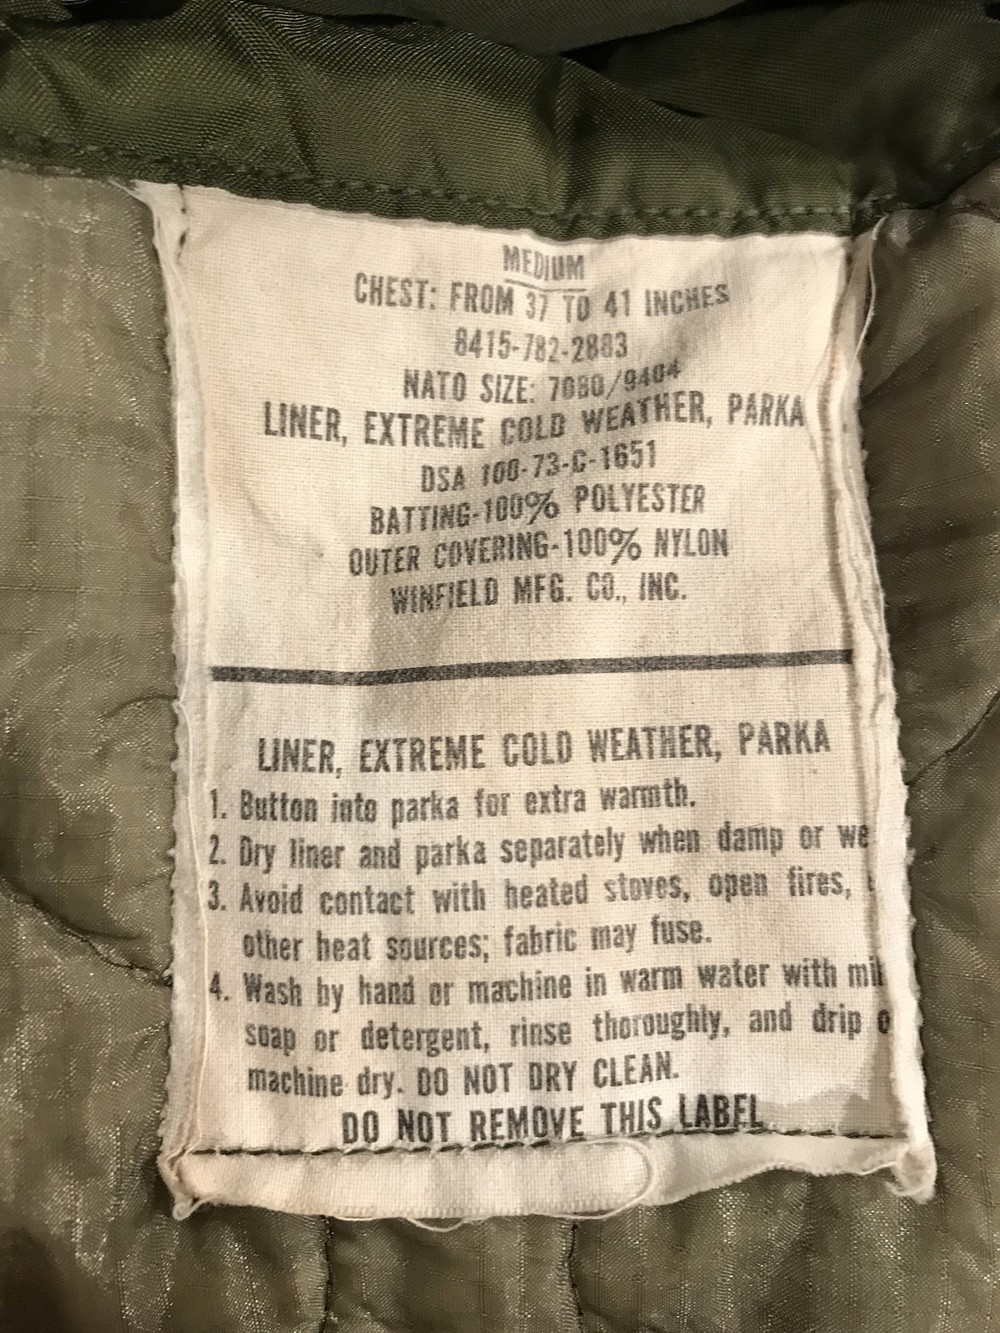 MEDIUM
CHEST: FROM 37 TO 41 INCHES
8415-782-2883
NATO SIZE: 7080/9404
LINER, EXTREME COLD WEATHER, PARKA
DSA 100-73-C-1651
BATTING-100% POLYESTER
OUTER COVERING-100% NYLON
WINFIELD MFG. CO., INC.
LINER, EXTREME COLD WEATHER, PARKA
1. Button into parka for extra warmth.
2. Dry liner and parka separately when damp or we
3. Avoid contact with heated stoves, open fires,
other heat sources; fabric may fuse.
4. Wash by hand or machine in warm water with mil
soap or detergent, rinse thoroughly, and drip o
machine dry. DO NOT DRY CLEAN.
DO NOT REMOVE THIS LABEL